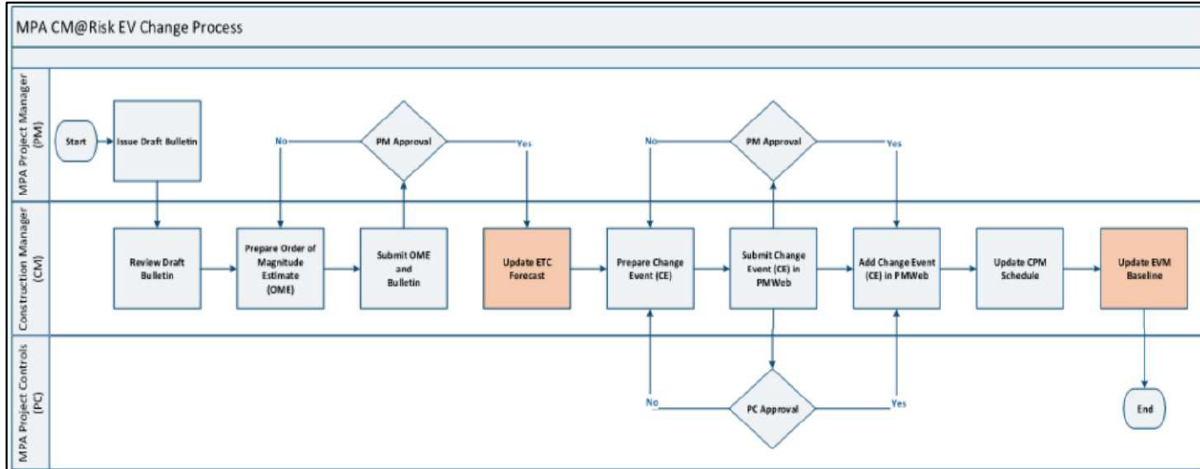 MPA CM@Risk EV Change Process
MPA Project Manager
(PM)
Start
Issue Draft Bulletin
No
PM Approval
Yes
No
PM Approval
Yes
Construction Manager
(CM)
Review Draft
Bulletin
Prepare Order of
Magnitude
Estimate
(OME)
Submit OME
and
Bulletin
Update ETC
Forecast
Prepare Change
Event (CE)
Submit Change
Event (CE) in
PMWeb
Add Change Event
(CE) in PMWeb
Update CPM
Schedule
Update EVM
Baseline
MPA Project Controls
(PC)
No
PC Approval
Yes
End